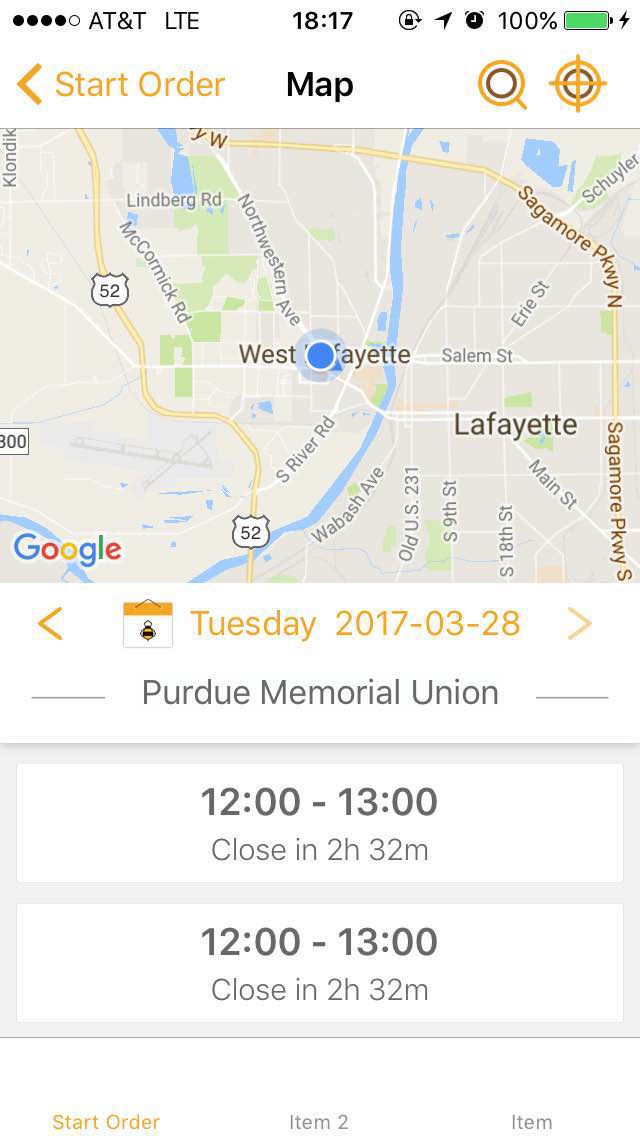 AT&T LTE 18:17 100%
Start Order Map
Klondik
y W
Schuyler
Lindberg Rd
Northwestern Ave
McCormick Rd
Sagamore Pkwy N
52
Erie St
West fayette
Salem St
Lafayette
300
S River Rd
Sagamore Pkwy S
Main St
Wabash Ave
Old U.S. 231
S 9th St
S 18th St
52
Google
Tuesday 2017-03-28
Purdue Memorial Union
12:00 - 13:00
Close in 2h 32m
12:00 - 13:00
Close in 2h 32m
Start Order Item 2 Item